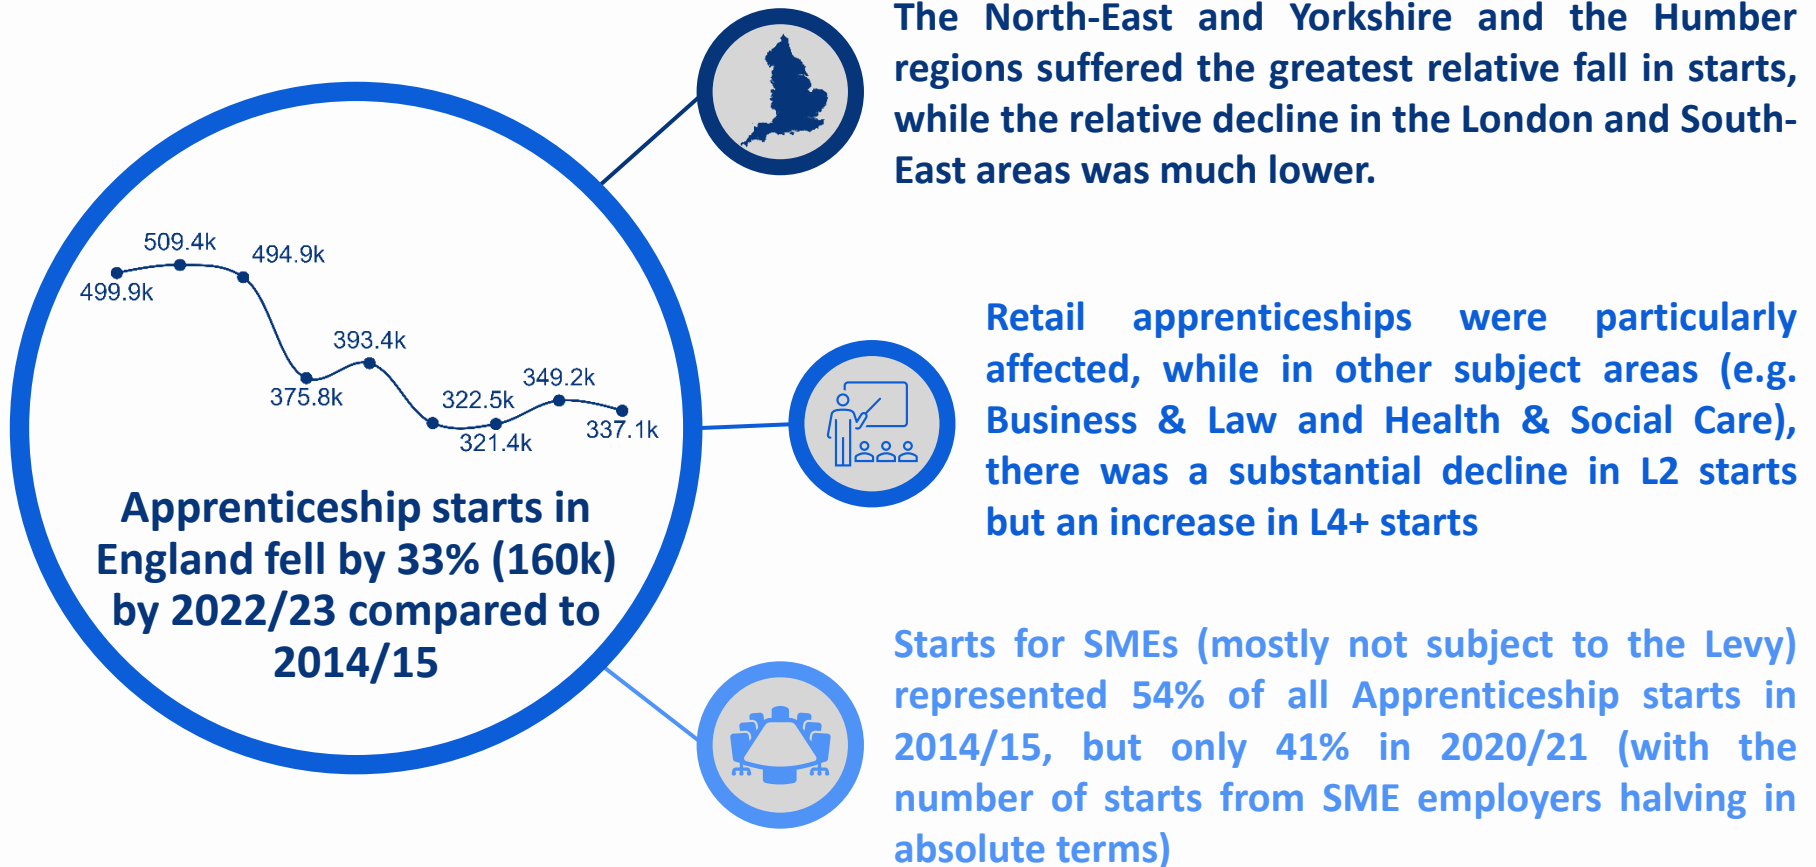 The North-East and Yorkshire and the Humber
regions suffered the greatest relative fall in starts,
while the relative decline in the London and South-
East areas was much lower.
509.4k
494.9k
499.9k
393.4k
375.8k
322.5k
349.2k
321.4k
337.1k
Apprenticeship starts in
England fell by 33% (160k)
by 2022/23 compared to
2014/15
Retail apprenticeships were particularly
affected, while in other subject areas (e.g.
Business & Law and Health & Social Care),
there was a substantial decline in L2 starts
but an increase in L4+ starts
Starts for SMEs (mostly not subject to the Levy)
represented 54% of all Apprenticeship starts in
2014/15, but only 41% in 2020/21 (with the
number of starts from SME employers halving in
absolute terms)